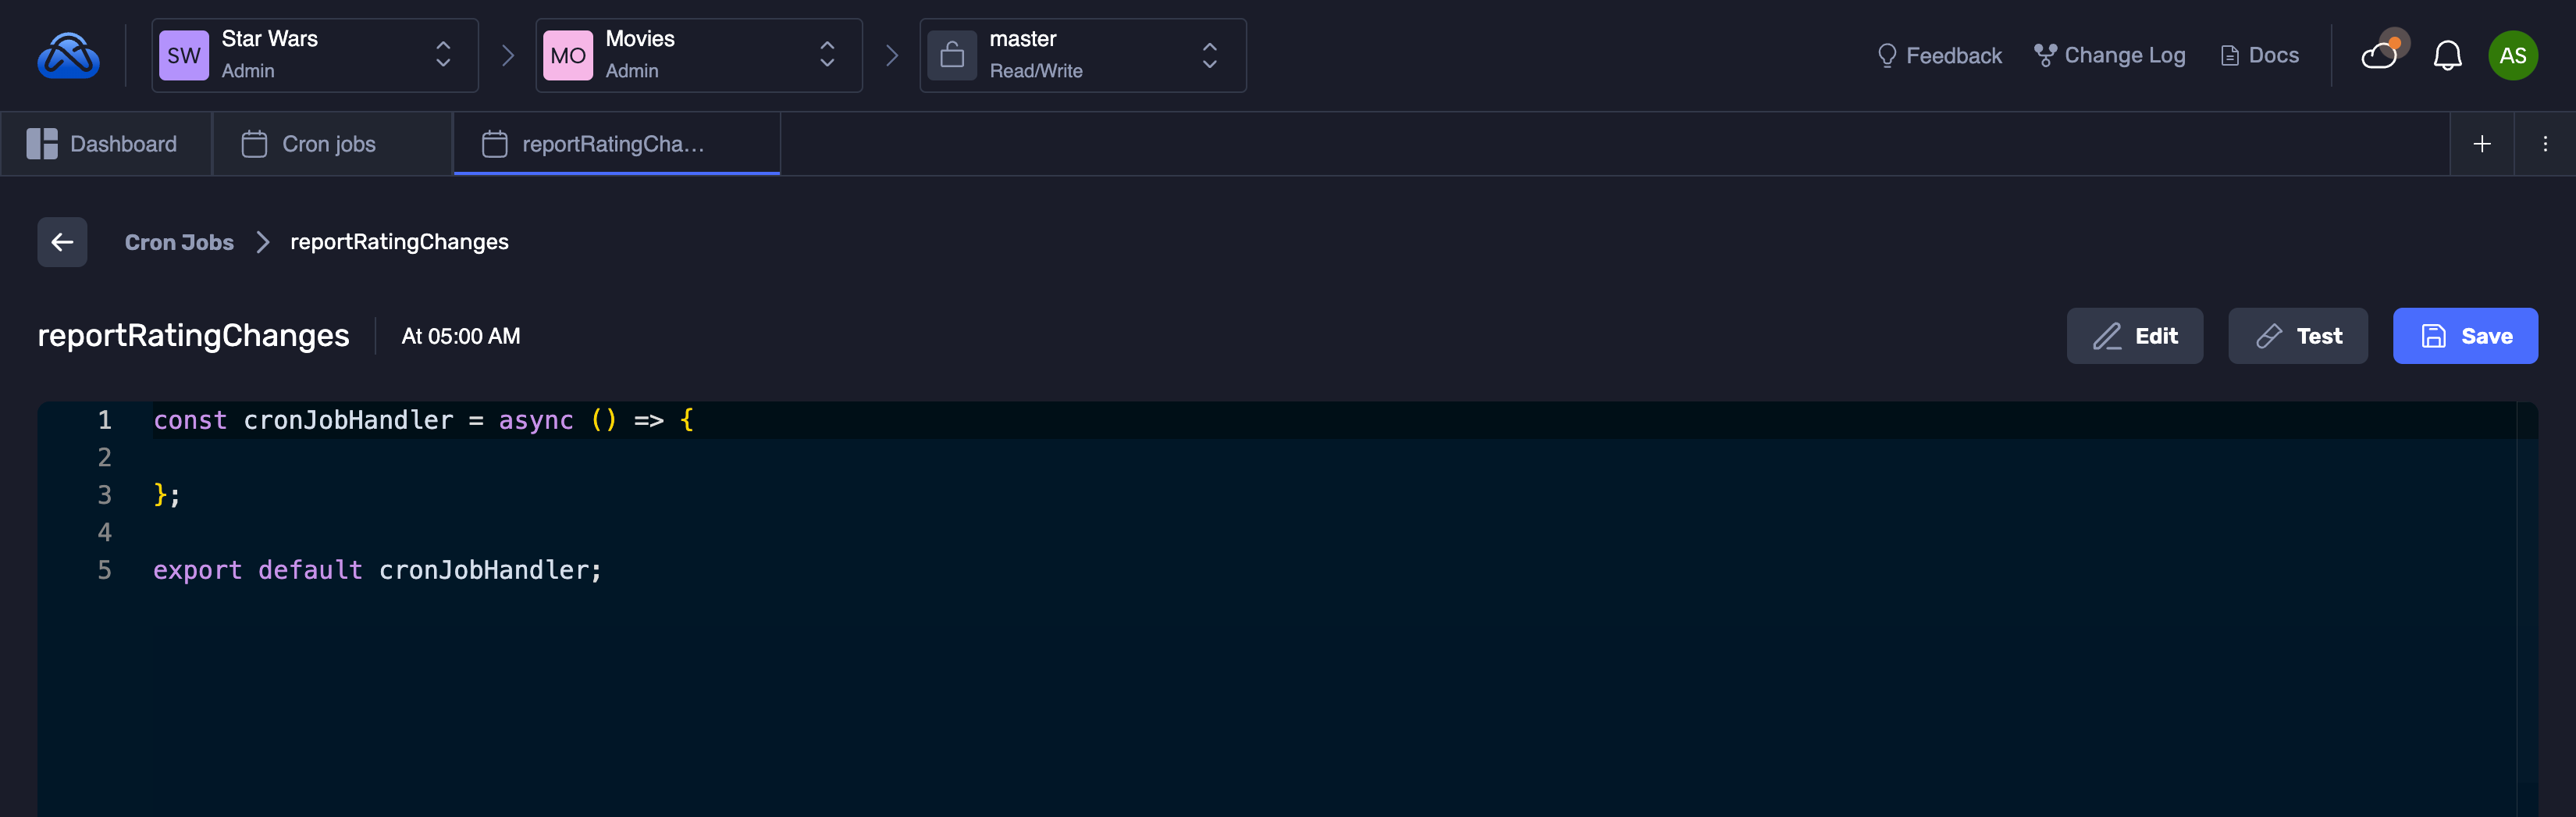 SW Star Wars Admin
MO Movies Admin
master Read/Write
Feedback Change Log Docs AS
Dashboard Cron jobs reportRatingCha...
Cron Jobs reportRatingChanges
reportRatingChanges At 05:00 AM Edit Test Save
1 const cronJobHandler = async () => {
2
3 };
4
5 export default cronJobHandler;